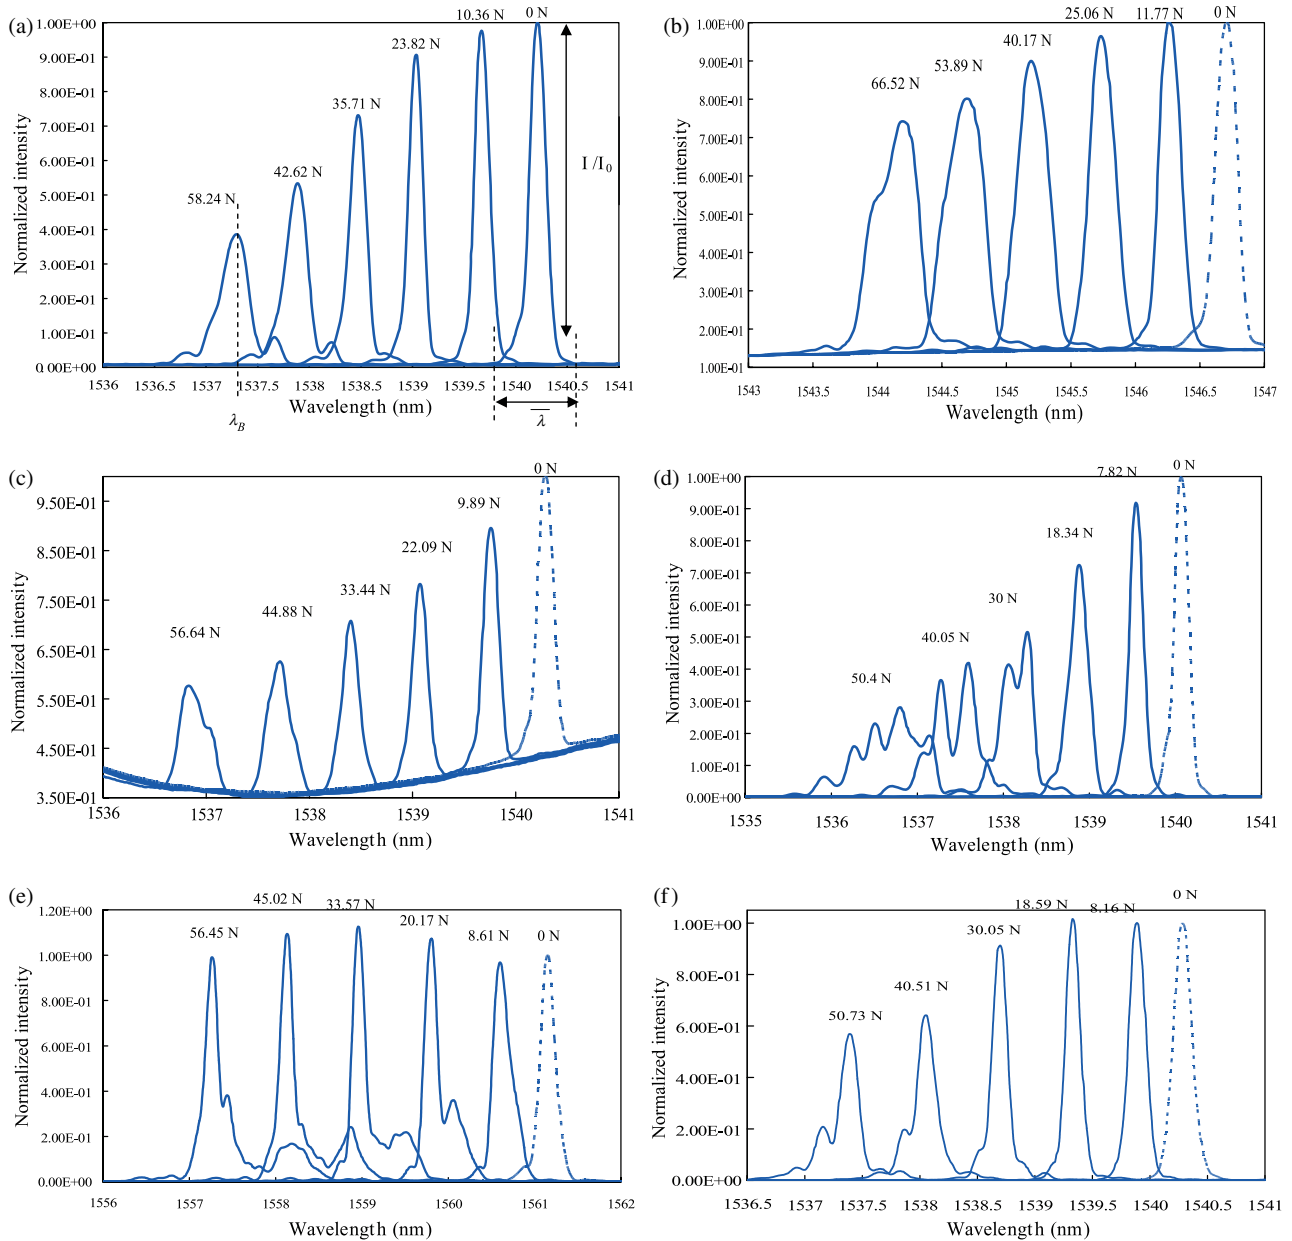 (a)
1.00E+00
9.00E-01
8.00E-01
7.00E-01
6.00E-01
5.00E-01
4.00E-01
3.00E-01
2.00E-01
1.00E-01
0.00E+00
Normalized intensity
58.24 N
42.62 N
35.71 N
23.82 N
10.36 N
0 N
I/I0
1536 1536.5 1537 1537.5 1538 1538.5 1539 1539.5 1540 1540.5 1541
Wavelength (nm)
λB
λ̅
(b)
1.00E+00
9.00E-01
8.00E-01
7.00E-01
6.00E-01
5.00E-01
4.00E-01
3.00E-01
2.00E-01
1.00E-01
Normalized intensity
66.52 N
53.89 N
40.17 N
25.06 N
11.77 N
0 N
1543 1543.5 1544 1544.5 1545 1545.5 1546 1546.5 1547
Wavelength (nm)
(c)
9.50E-01
8.50E-01
7.50E-01
6.50E-01
5.50E-01
4.50E-01
3.50E-01
Normalized intensity
56.64 N
44.88 N
33.44 N
22.09 N
9.89 N
0 N
1536 1537 1538 1539 1540 1541
Wavelength (nm)
(d)
1.00E+00
9.00E-01
8.00E-01
7.00E-01
6.00E-01
5.00E-01
4.00E-01
3.00E-01
2.00E-01
1.00E-01
0.00E+00
Normalized intensity
50.4 N
40.05 N
30 N
18.34 N
7.82 N
0 N
1535 1536 1537 1538 1539 1540 1541
Wavelength (nm)
(e)
1.20E+00
1.00E+00
8.00E-01
6.00E-01
4.00E-01
2.00E-01
0.00E+00
Normalized intensity
56.45 N
45.02 N
33.57 N
20.17 N
8.61 N
0 N
1556 1557 1558 1559 1560 1561 1562
Wavelength (nm)
(f)
1.00E+00
8.00E-01
6.00E-01
4.00E-01
2.00E-01
0.00E+00
Normalized intensity
50.73 N
40.51 N
30.05 N
18.59 N
8.16 N
0 N
1536.5 1537 1537.5 1538 1538.5 1539 1539.5 1540 1540.5 1541
Wavelength (nm)